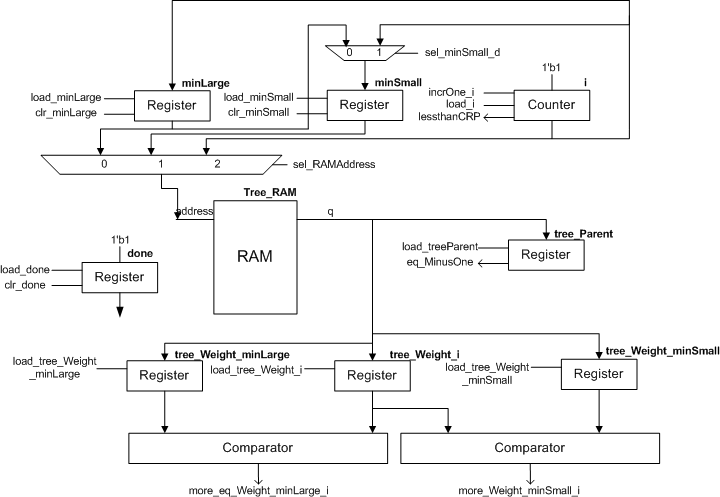 0 1
sel_minSmall_d
minLarge
minSmall
1'b1
i
load_minLarge
clr_minLarge
Register
load_minSmall
clr_minSmall
Register
incrOne_i
load_i
lessthanCRP
Counter
0 1 2
sel_RAMAddress
Tree_RAM
address
q
RAM
1'b1
done
load_done
clr_done
Register
tree_Parent
load_treeParent
eq_MinusOne
Register
tree_Weight_minLarge
load_tree_Weight
_minLarge
Register
tree_Weight_i
load_tree_Weight_i
Register
tree_Weight_minSmall
load_tree_Weight
_minSmall
Register
Comparator
Comparator
more_eq_Weight_minLarge_i
more_Weight_minSmall_i